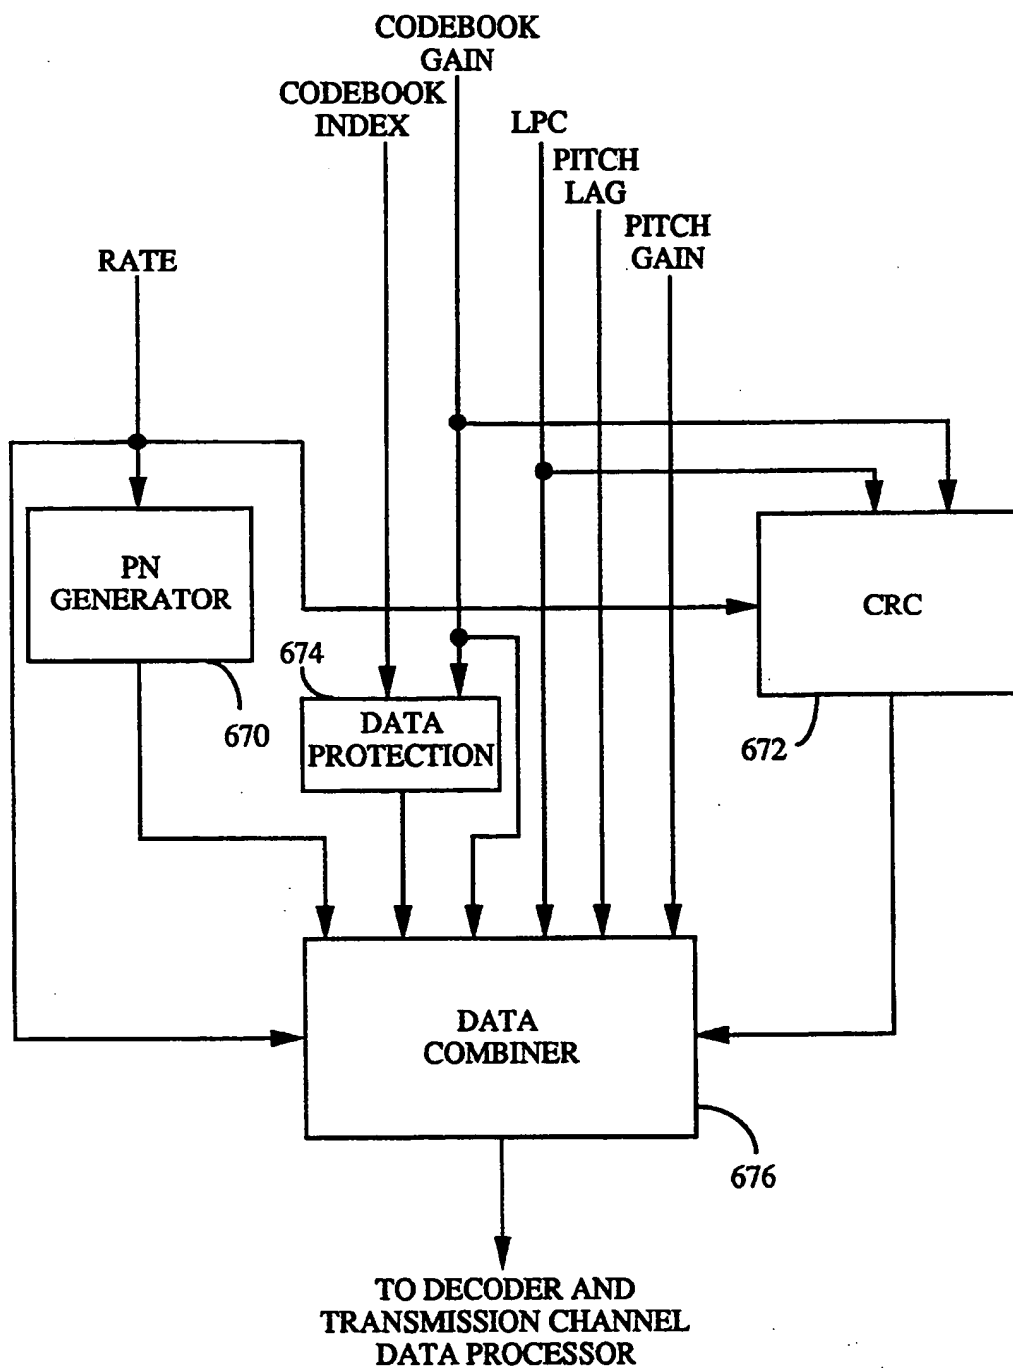 CODEBOOK
GAIN
CODEBOOK
INDEX
LPC
PITCH
LAG
PITCH
GAIN
RATE
PN
GENERATOR
CRC
674
670
DATA
PROTECTION
672
DATA
COMBINER
676
TO DECODER AND
TRANSMISSION CHANNEL
DATA PROCESSOR